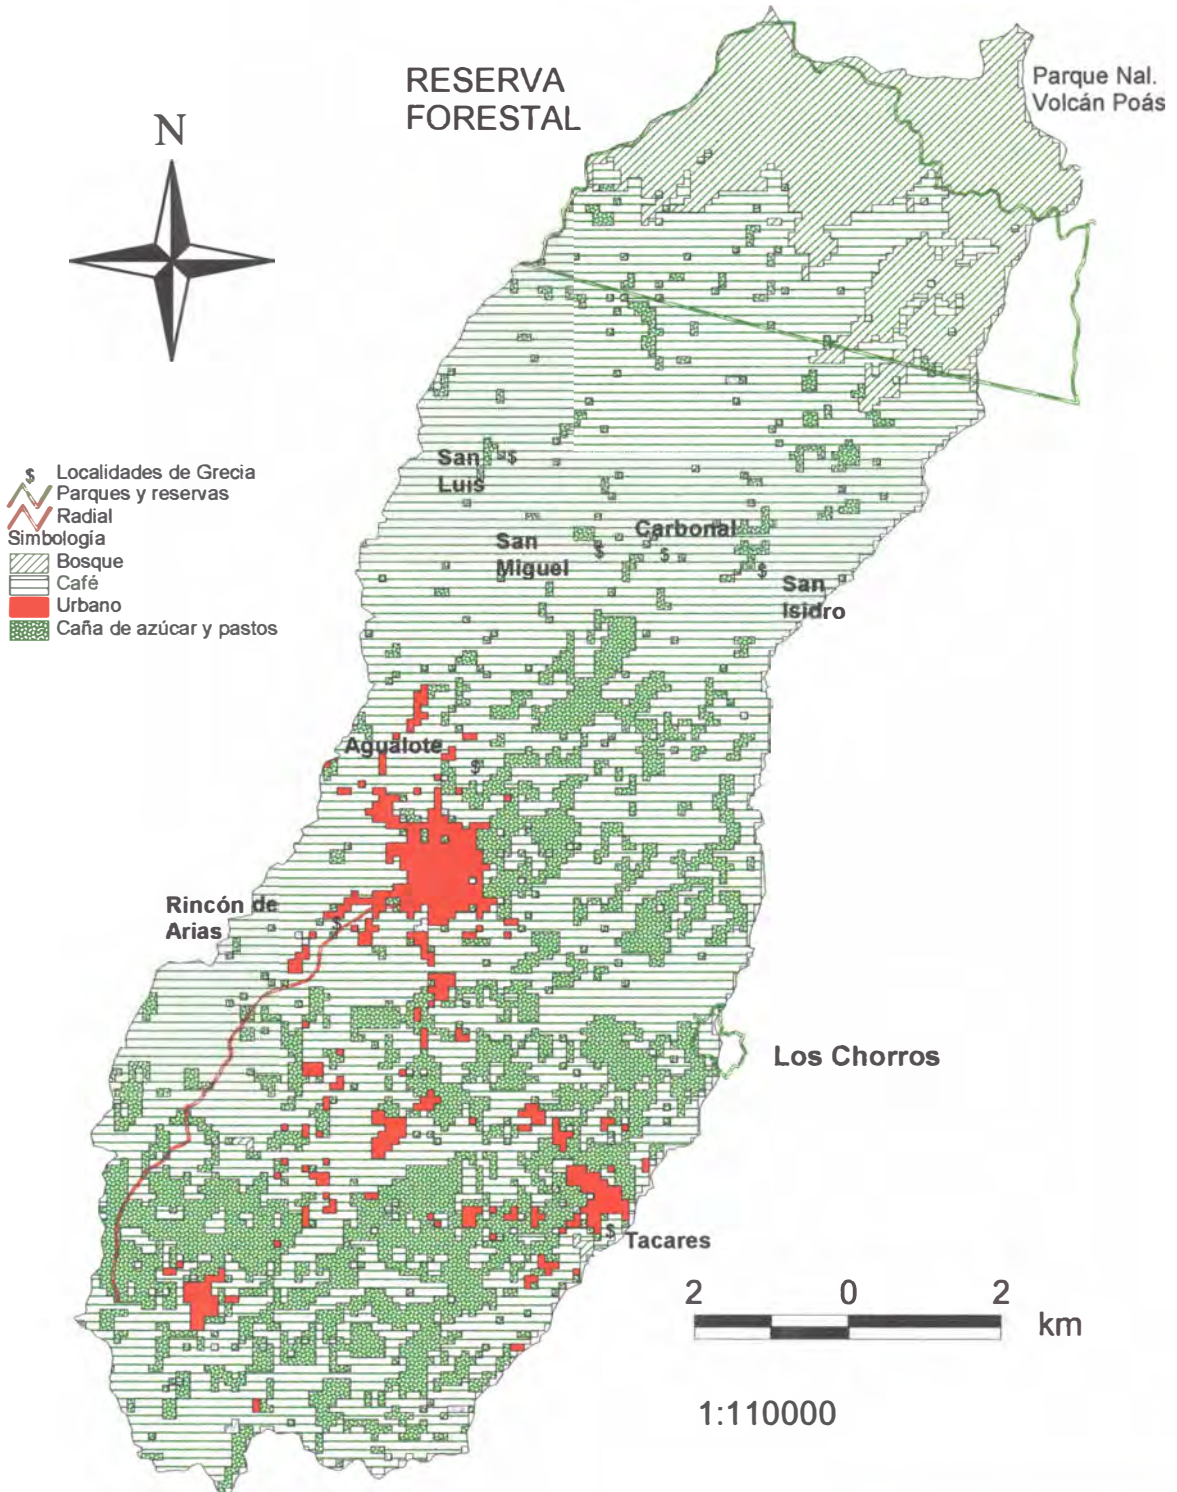 RESERVA
FORESTAL
Parque Nal.
Volcán Poás
N
$ Localidades de Grecia
Parques y reservas
Radial
Simbología
Bosque
Café
Urbano
Caña de azúcar y pastos
San
Luis
$
San
Miguel
$
Carbonal
$
$
San
Isidro
Agualote
$
Rincón de
Arias
$
Los Chorros
$
Tacares
2 0 2
km
1:110000